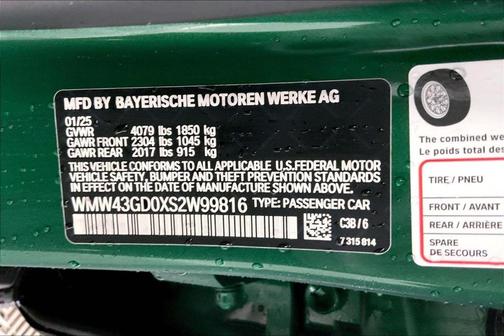 MFD BY BAYERISCHE MOTOREN WERKE AG
01/25
GVWR 4079 lbs 1850 kg
GAWR FRONT 2304 lbs 1045 kg
GAWR REAR 2017 lbs 915 kg
THIS VEHICLE CONFORMS TO ALL APPLICABLE U.S.FEDERAL MOTOR
VEHICLE SAFETY, BUMPER AND THEFT PREVENTION STANDARDS
IN EFFECT ON THE DATE OF MANUFACTURE SHOWN ABOVE.
WMW43GD0XS2W99816 TYPE: PASSENGER CAR
C3B / 6
7 315 814
The combined we
Le poids total des
TIRE / PNEU
FRONT / AVANT
REAR / ARRIÈRE
SPARE
DE SECOURS